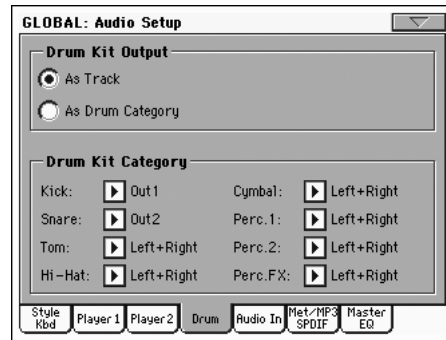 GLOBAL: Audio Setup
Drum Kit Output
As Track
As Drum Category
Drum Kit Category
Kick: Out1 Cymbal: Left+Right
Snare: Out2 Perc.1: Left+Right
Tom: Left+Right Perc.2: Left+Right
Hi-Hat: Left+Right Perc.FX: Left+Right
Style Kbd Player 1 Player 2 Drum Audio In Met/MP3 SPDIF Master EQ